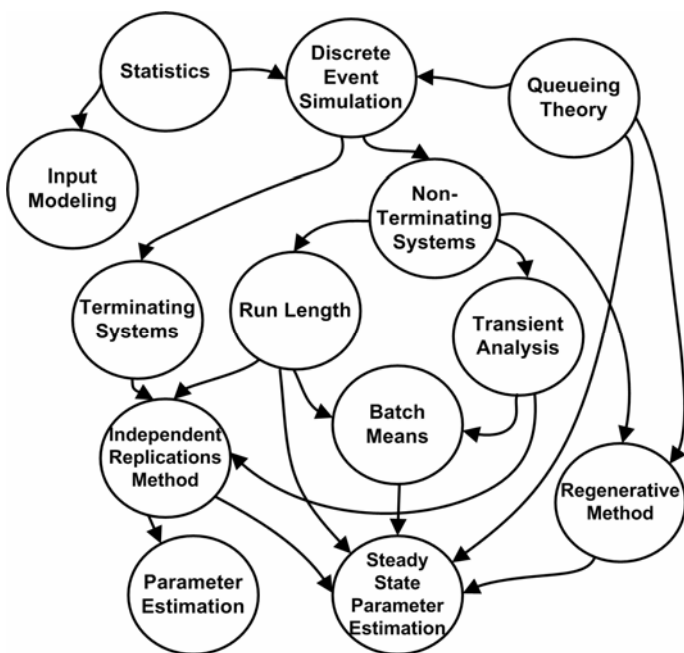 Statistics
Discrete
Event
Simulation
Queueing
Theory
Input
Modeling
Non-
Terminating
Systems
Terminating
Systems
Run Length
Transient
Analysis
Batch
Means
Independent
Replications
Method
Regenerative
Method
Parameter
Estimation
Steady
State
Parameter
Estimation